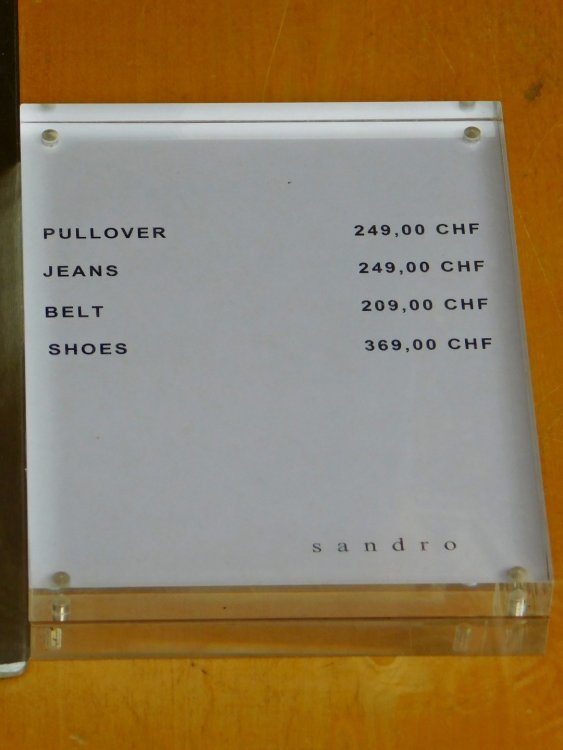 PULLOVER 249,00 CHF
JEANS 249,00 CHF
BELT 209,00 CHF
SHOES 369,00 CHF
sandro